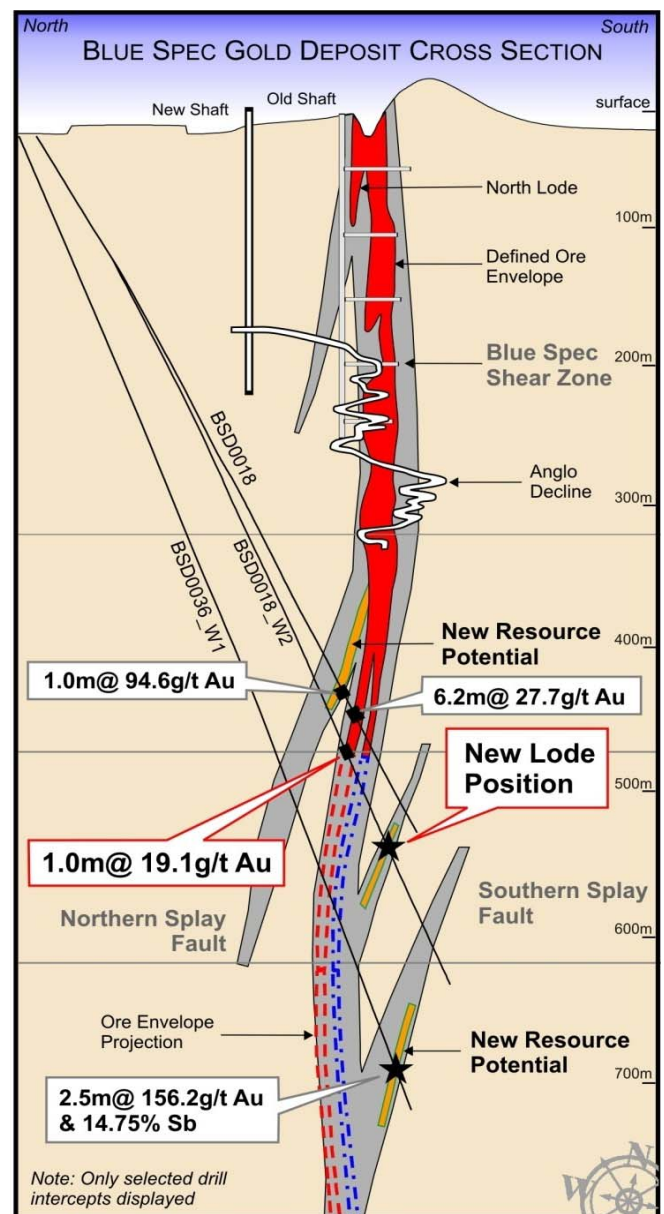 North
South
BLUE SPEC GOLD DEPOSIT CROSS SECTION
New Shaft
Old Shaft
surface
North Lode
100m
Defined Ore
Envelope
Blue Spec
Shear Zone
200m
BSD0018
Anglo
Decline
300m
BSD0018_W2
BSD0036_W1
New Resource
Potential
400m
1.0m@ 94.6g/t Au
6.2m@ 27.7g/t Au
New Lode
Position
500m
1.0m@ 19.1g/t Au
Northern Splay
Fault
Southern Splay
Fault
600m
Ore Envelope
Projection
New Resource
Potential
700m
2.5m@ 156.2g/t Au
& 14.75% Sb
Note: Only selected drill
intercepts displayed
W
N